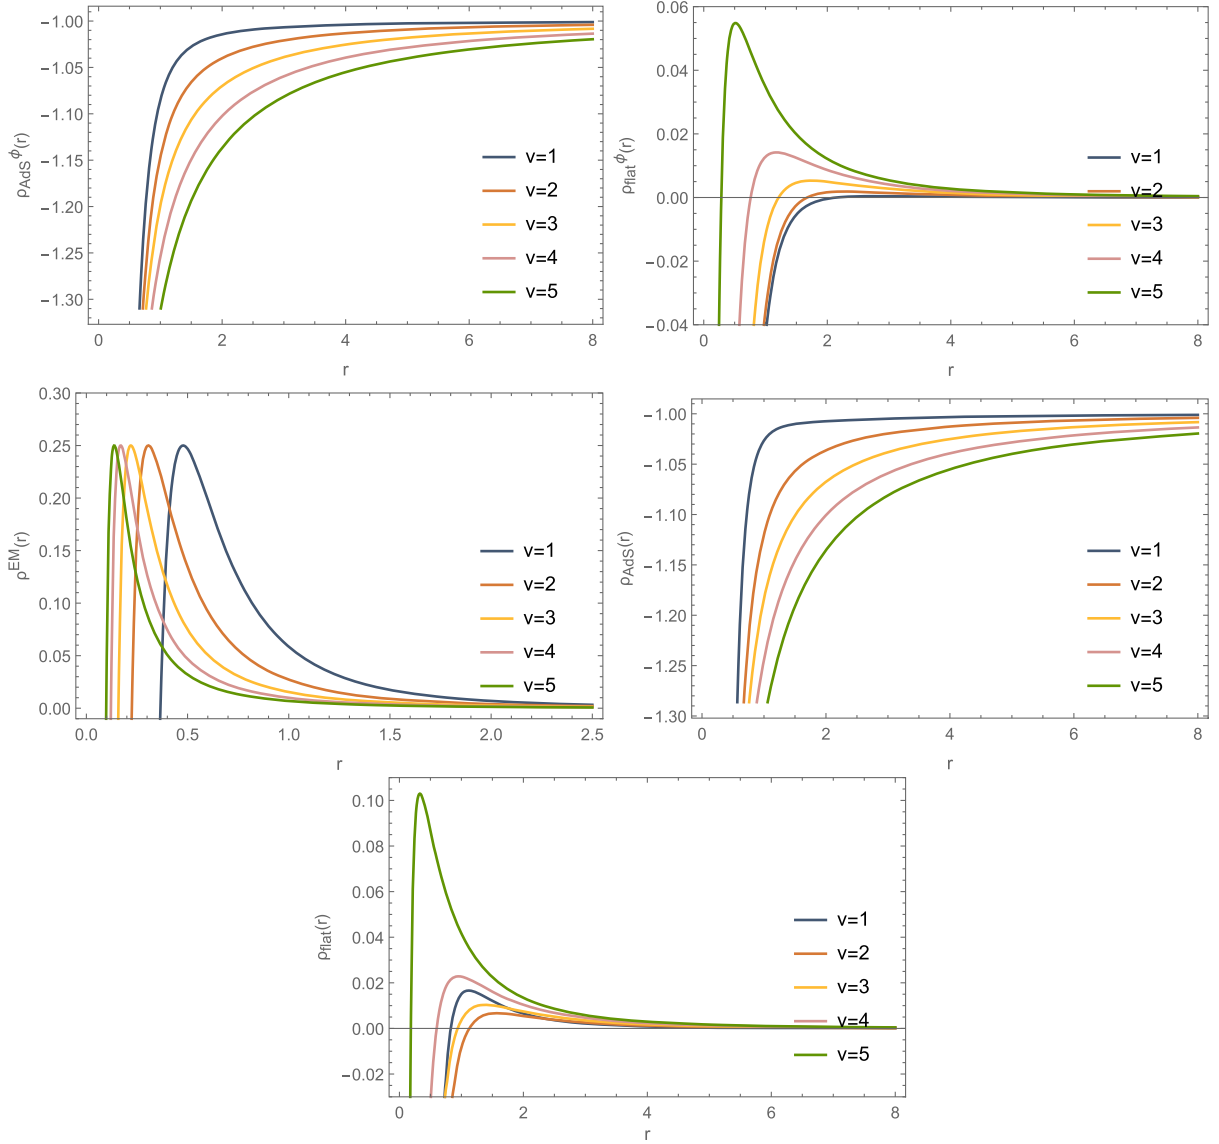 −1.00
−1.05
−1.10
−1.15
−1.20
−1.25
−1.30
ρAdS^ϕ(r)
v=1
v=2
v=3
v=4
v=5
0 2 4 6 8
r
0.06
0.04
0.02
0.00
−0.02
−0.04
ρflat^ϕ(r)
v=1
v=2
v=3
v=4
v=5
0 2 4 6 8
r
0.30
0.25
0.20
0.15
0.10
0.05
0.00
ρ^EM(r)
v=1
v=2
v=3
v=4
v=5
0.0 0.5 1.0 1.5 2.0 2.5
r
−1.00
−1.05
−1.10
−1.15
−1.20
−1.25
−1.30
ρAdS(r)
v=1
v=2
v=3
v=4
v=5
0 2 4 6 8
r
0.10
0.08
0.06
0.04
0.02
0.00
−0.02
ρflat(r)
v=1
v=2
v=3
v=4
v=5
0 2 4 6 8
r